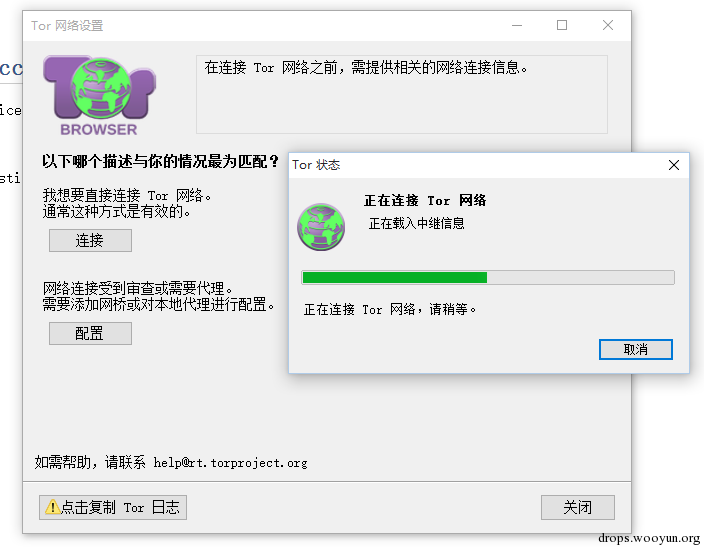 Tor 网络设置
Tor
BROWSER
在连接 Tor 网络之前，需提供相关的网络连接信息。
以下哪个描述与你的情况最为匹配？
我想要直接连接 Tor 网络。
通常这种方式是有效的。
连接
网络连接受到审查或需要代理。
需要添加网桥或对本地代理进行配置。
配置
如需帮助，请联系 help@rt.torproject.org
点击复制 Tor 日志
关闭
Tor 状态
正在连接 Tor 网络
正在载入中继信息
正在连接 Tor 网络，请稍等。
取消
cc
ice
sti
drops.wooyun.org